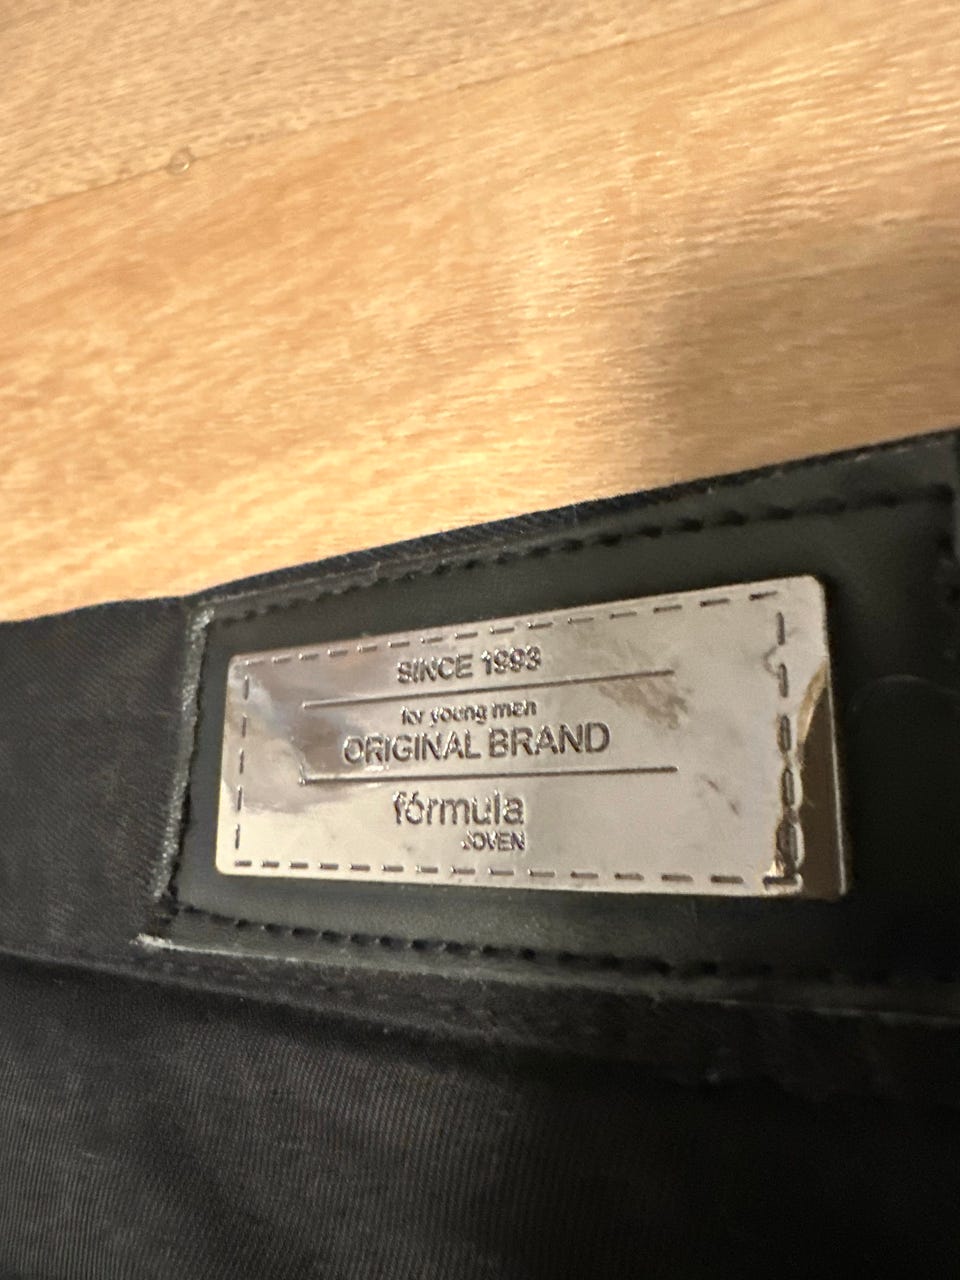 SINCE 1993
for young men
ORIGINAL BRAND
fórmula
JOVEN